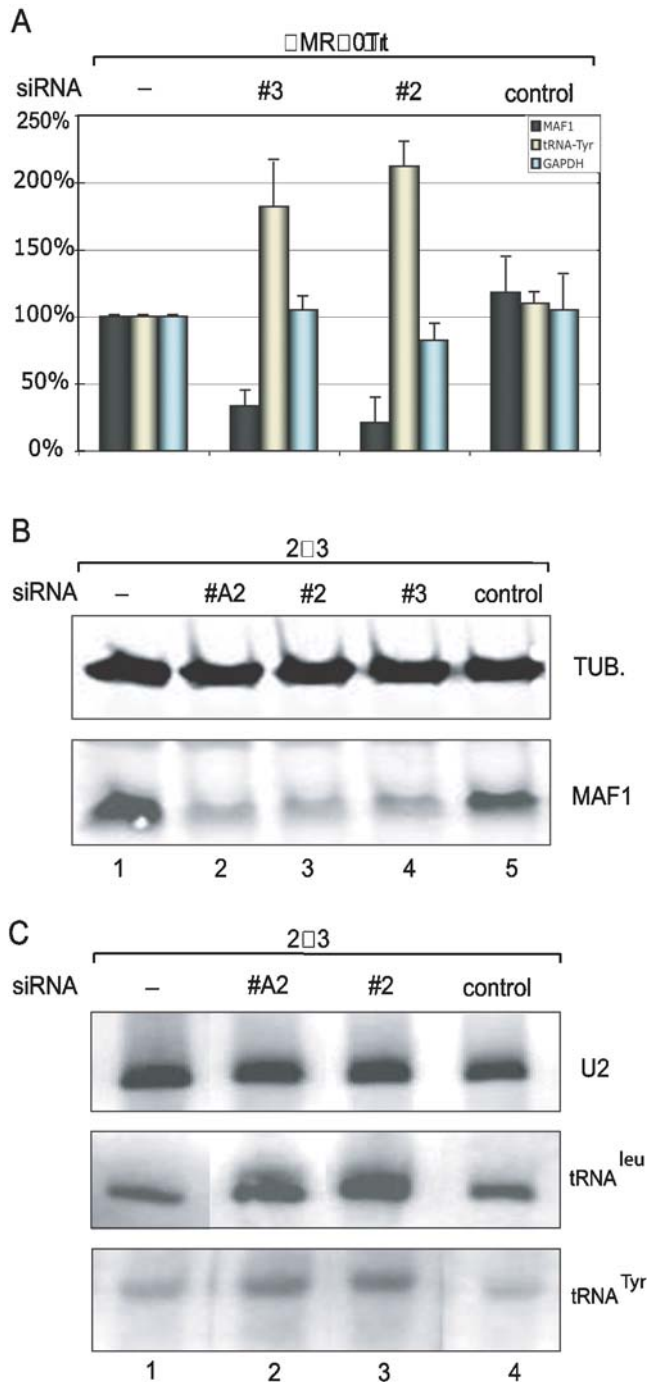 A
siRNA – #3 #2 control
250%
200%
150%
100%
50%
0%
MAF1
tRNA-Tyr
GAPDH
B
siRNA – #A2 #2 #3 control
TUB.
MAF1
1 2 3 4 5
C
siRNA – #A2 #2 control
U2
tRNA leu
tRNA Tyr
1 2 3 4